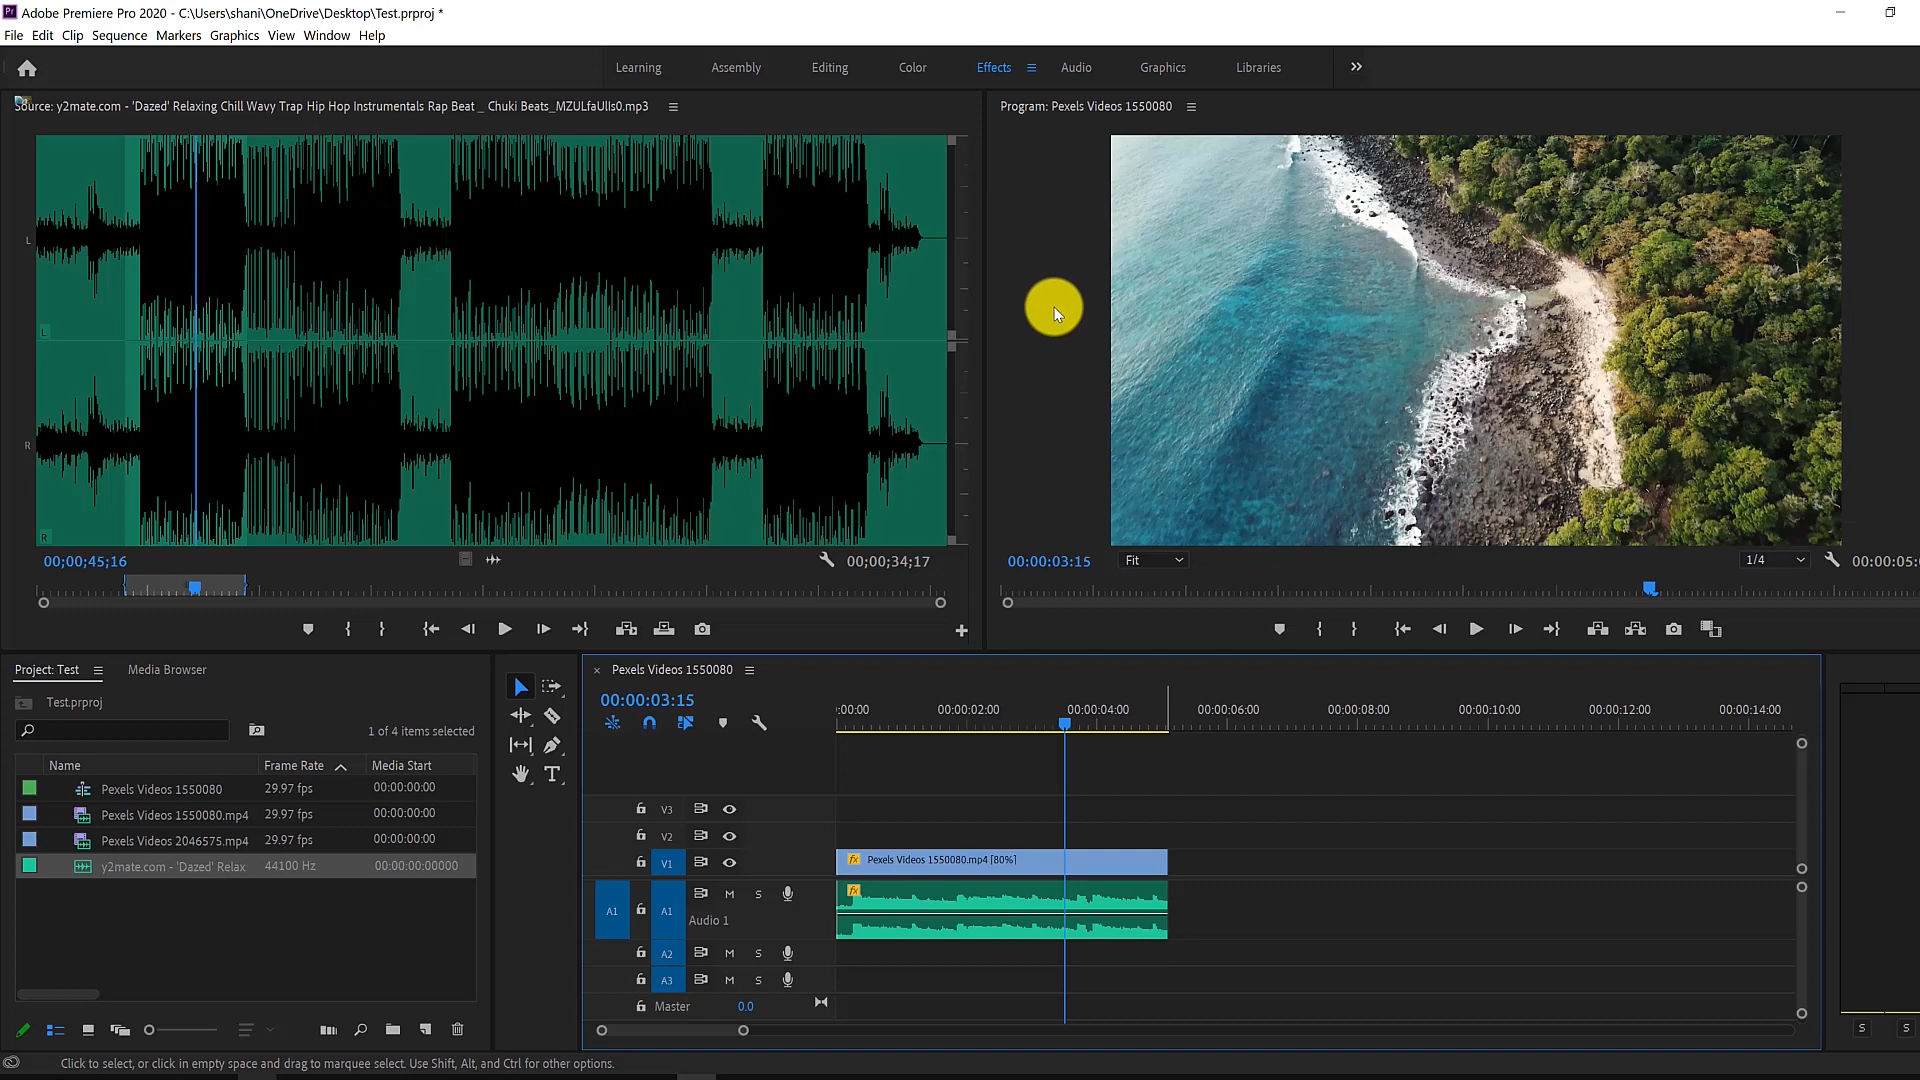 Adobe Premiere Pro 2020 - C:\Users\shani\OneDrive\Desktop\Test.prproj *
File Edit Clip Sequence Markers Graphics View Window Help
Learning Assembly Editing Color Effects Audio Graphics Libraries
Source: y2mate.com - 'Dazed' Relaxing Chill Wavy Trap Hip Hop Instrumentals Rap Beat _ Chuki Beats_MZULfaUlIs0.mp3
Program: Pexels Videos 1550080
L
L
R
R
00;00;45;16
00;00;34;17
00:00:03:15
Fit
1/4
00:00:05:
Project: Test
Media Browser
Test.prproj
1 of 4 items selected
Name Frame Rate Media Start
Pexels Videos 1550080 29.97 fps 00:00:00:00
Pexels Videos 1550080.mp4 29.97 fps 00:00:00:00
Pexels Videos 2046575.mp4 29.97 fps 00:00:00:00
y2mate.com - 'Dazed' Relax 44100 Hz 00:00:00:00000
Pexels Videos 1550080
00:00:03:15
:00:00 00:00:02:00 00:00:04:00 00:00:06:00 00:00:08:00 00:00:10:00 00:00:12:00 00:00:14:00
V3
V2
V1
fx Pexels Videos 1550080.mp4 [80%]
A1 A1 M S
fx
Audio 1
A2 M S
A3 M S
Master 0.0
S S
Click to select, or click in empty space and drag to marquee select. Use Shift, Alt, and Ctrl for other options.